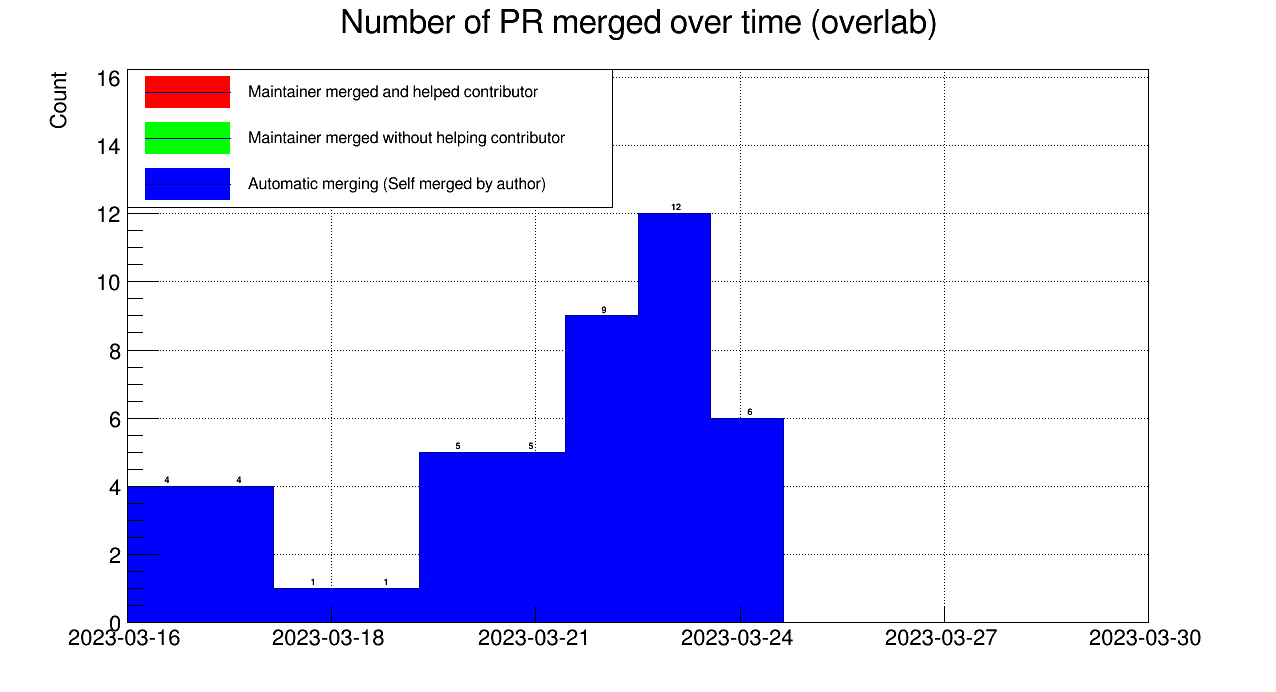 Number of PR merged over time (overlab)
Count
16
14
12
10
8
6
4
2
0
Maintainer merged and helped contributor
Maintainer merged without helping contributor
Automatic merging (Self merged by author)
4 4 1 1 5 5 9 12 6
2023-03-16 2023-03-18 2023-03-21 2023-03-24 2023-03-27 2023-03-30